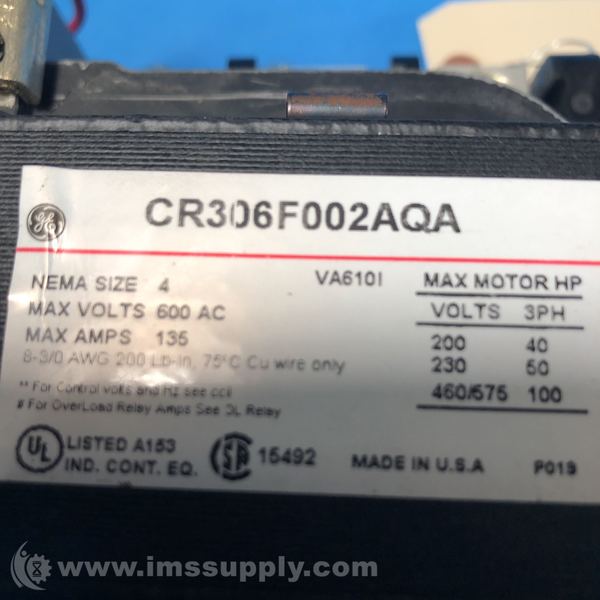 GE
CR306F002AQA
NEMA SIZE 4
VA610I
MAX VOLTS 600 AC
MAX AMPS 135
8-3/0 AWG 200 Lb-In, 75°C Cu wire only
** For Control volts and Hz see coil
# For OverLoad Relay Amps See OL Relay
MAX MOTOR HP
VOLTS 3PH
200 40
230 50
460/575 100
UL
LISTED A153
IND. CONT. EQ.
SA 15492
MADE IN U.S.A
P019
www.imssupply.com